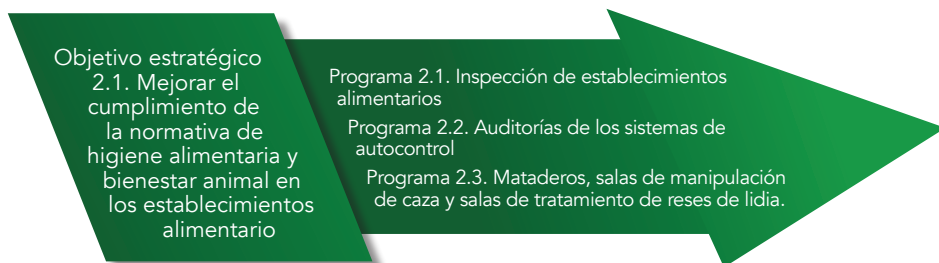 Objetivo estratégico
2.1. Mejorar el
cumplimiento de
la normativa de
higiene alimentaria y
bienestar animal en
los establecimientos
alimentario
Programa 2.1. Inspección de establecimientos
alimentarios
Programa 2.2. Auditorías de los sistemas de
autocontrol
Programa 2.3. Mataderos, salas de manipulación
de caza y salas de tratamiento de reses de lidia.